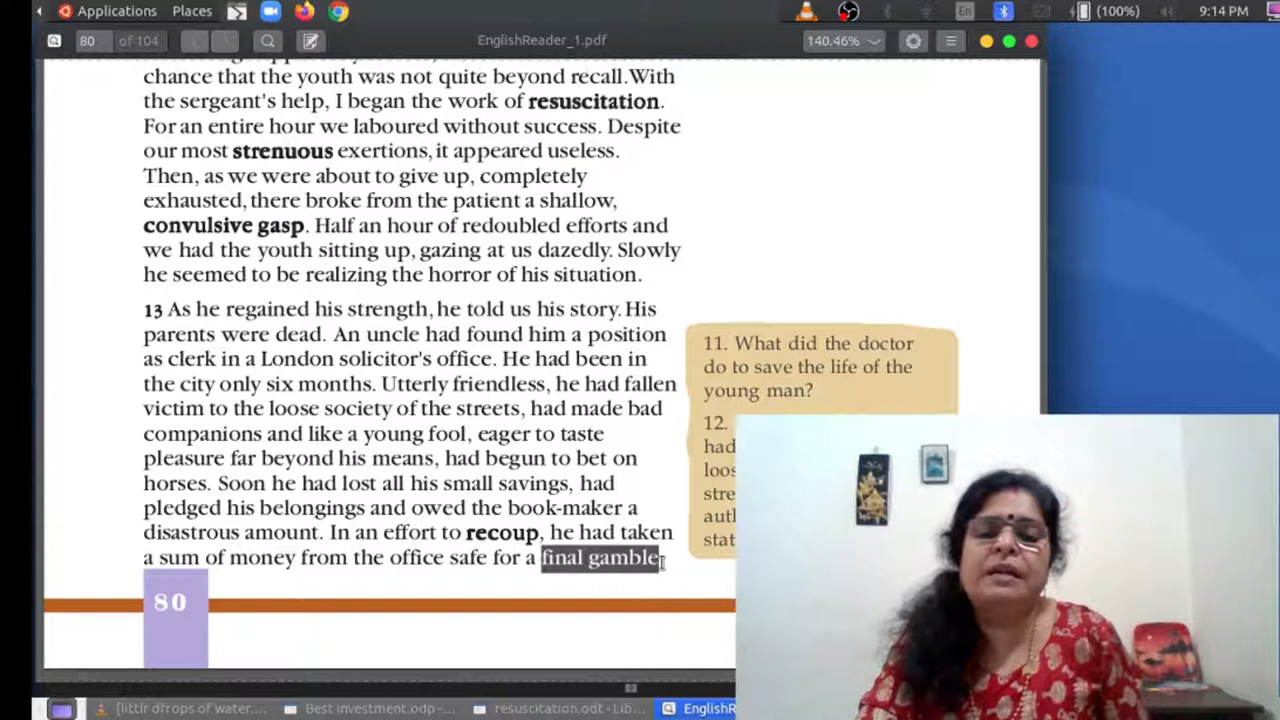 Applications Places En (100%) 9:14 PM
80 of 104 EnglishReader_1.pdf 140.46%
chance that the youth was not quite beyond recall.With
the sergeant's help, I began the work of resuscitation.
For an entire hour we laboured without success. Despite
our most strenuous exertions, it appeared useless.
Then, as we were about to give up, completely
exhausted, there broke from the patient a shallow,
convulsive gasp. Half an hour of redoubled efforts and
we had the youth sitting up, gazing at us dazedly. Slowly
he seemed to be realizing the horror of his situation.
13 As he regained his strength, he told us his story. His
parents were dead. An uncle had found him a position
as clerk in a London solicitor's office. He had been in
the city only six months. Utterly friendless, he had fallen
victim to the loose society of the streets, had made bad
companions and like a young fool, eager to taste
pleasure far beyond his means, had begun to bet on
horses. Soon he had lost all his small savings, had
pledged his belongings and owed the book-maker a
disastrous amount. In an effort to recoup, he had taken
a sum of money from the office safe for a final gamble
11. What did the doctor
do to save the life of the
young man?
12.
had
loos
stre
auth
stat
80
[littlr drops of water.... Best investment.odp -... resuscitation.odt - Lib... EnglishR